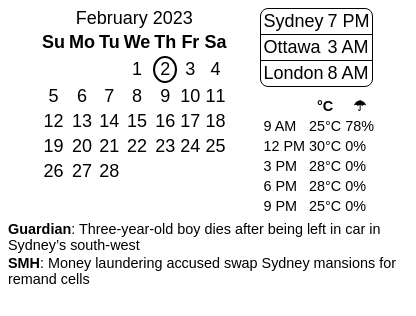 February 2023
Su Mo Tu We Th Fr Sa
1 2 3 4
5 6 7 8 9 10 11
12 13 14 15 16 17 18
19 20 21 22 23 24 25
26 27 28
Sydney 7 PM
Ottawa 3 AM
London 8 AM
°C ☂
9 AM 25°C 78%
12 PM 30°C 0%
3 PM 28°C 0%
6 PM 28°C 0%
9 PM 25°C 0%
Guardian: Three-year-old boy dies after being left in car in
Sydney’s south-west
SMH: Money laundering accused swap Sydney mansions for
remand cells